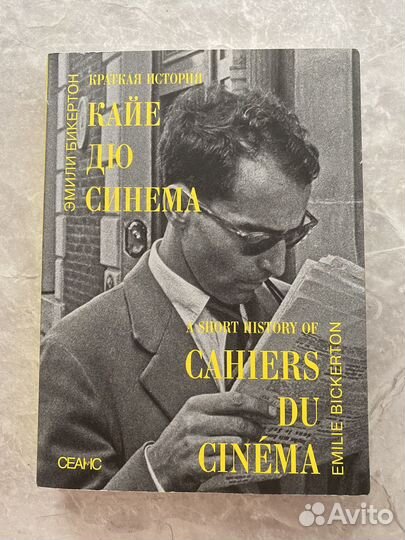 ЭМИЛИ БИКЕРТОН
КРАТКАЯ ИСТОРИЯ
КАЙЕ
ДЮ
СИНЕМА
A SHORT HISTORY OF
CAHIERS
DU
CINÉMA
EMILIE BICKERTON
СЕАНС
Avito